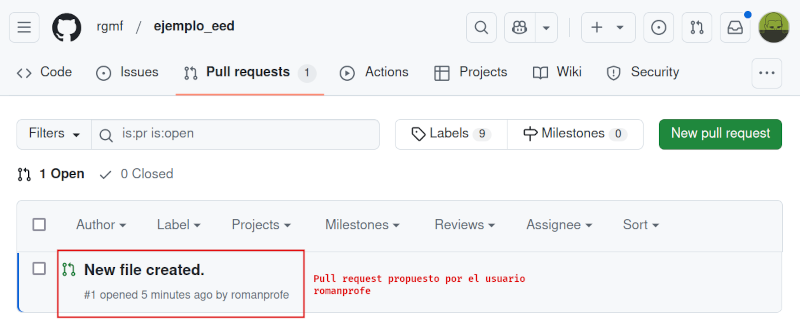 rgmf / ejemplo_eed
Code Issues Pull requests 1 Actions Projects Wiki Security
Filters is:pr is:open Labels 9 Milestones 0 New pull request
1 Open 0 Closed
Author Label Projects Milestones Reviews Assignee Sort
New file created.
#1 opened 5 minutes ago by romanprofe
Pull request propuesto por el usuario
romanprofe